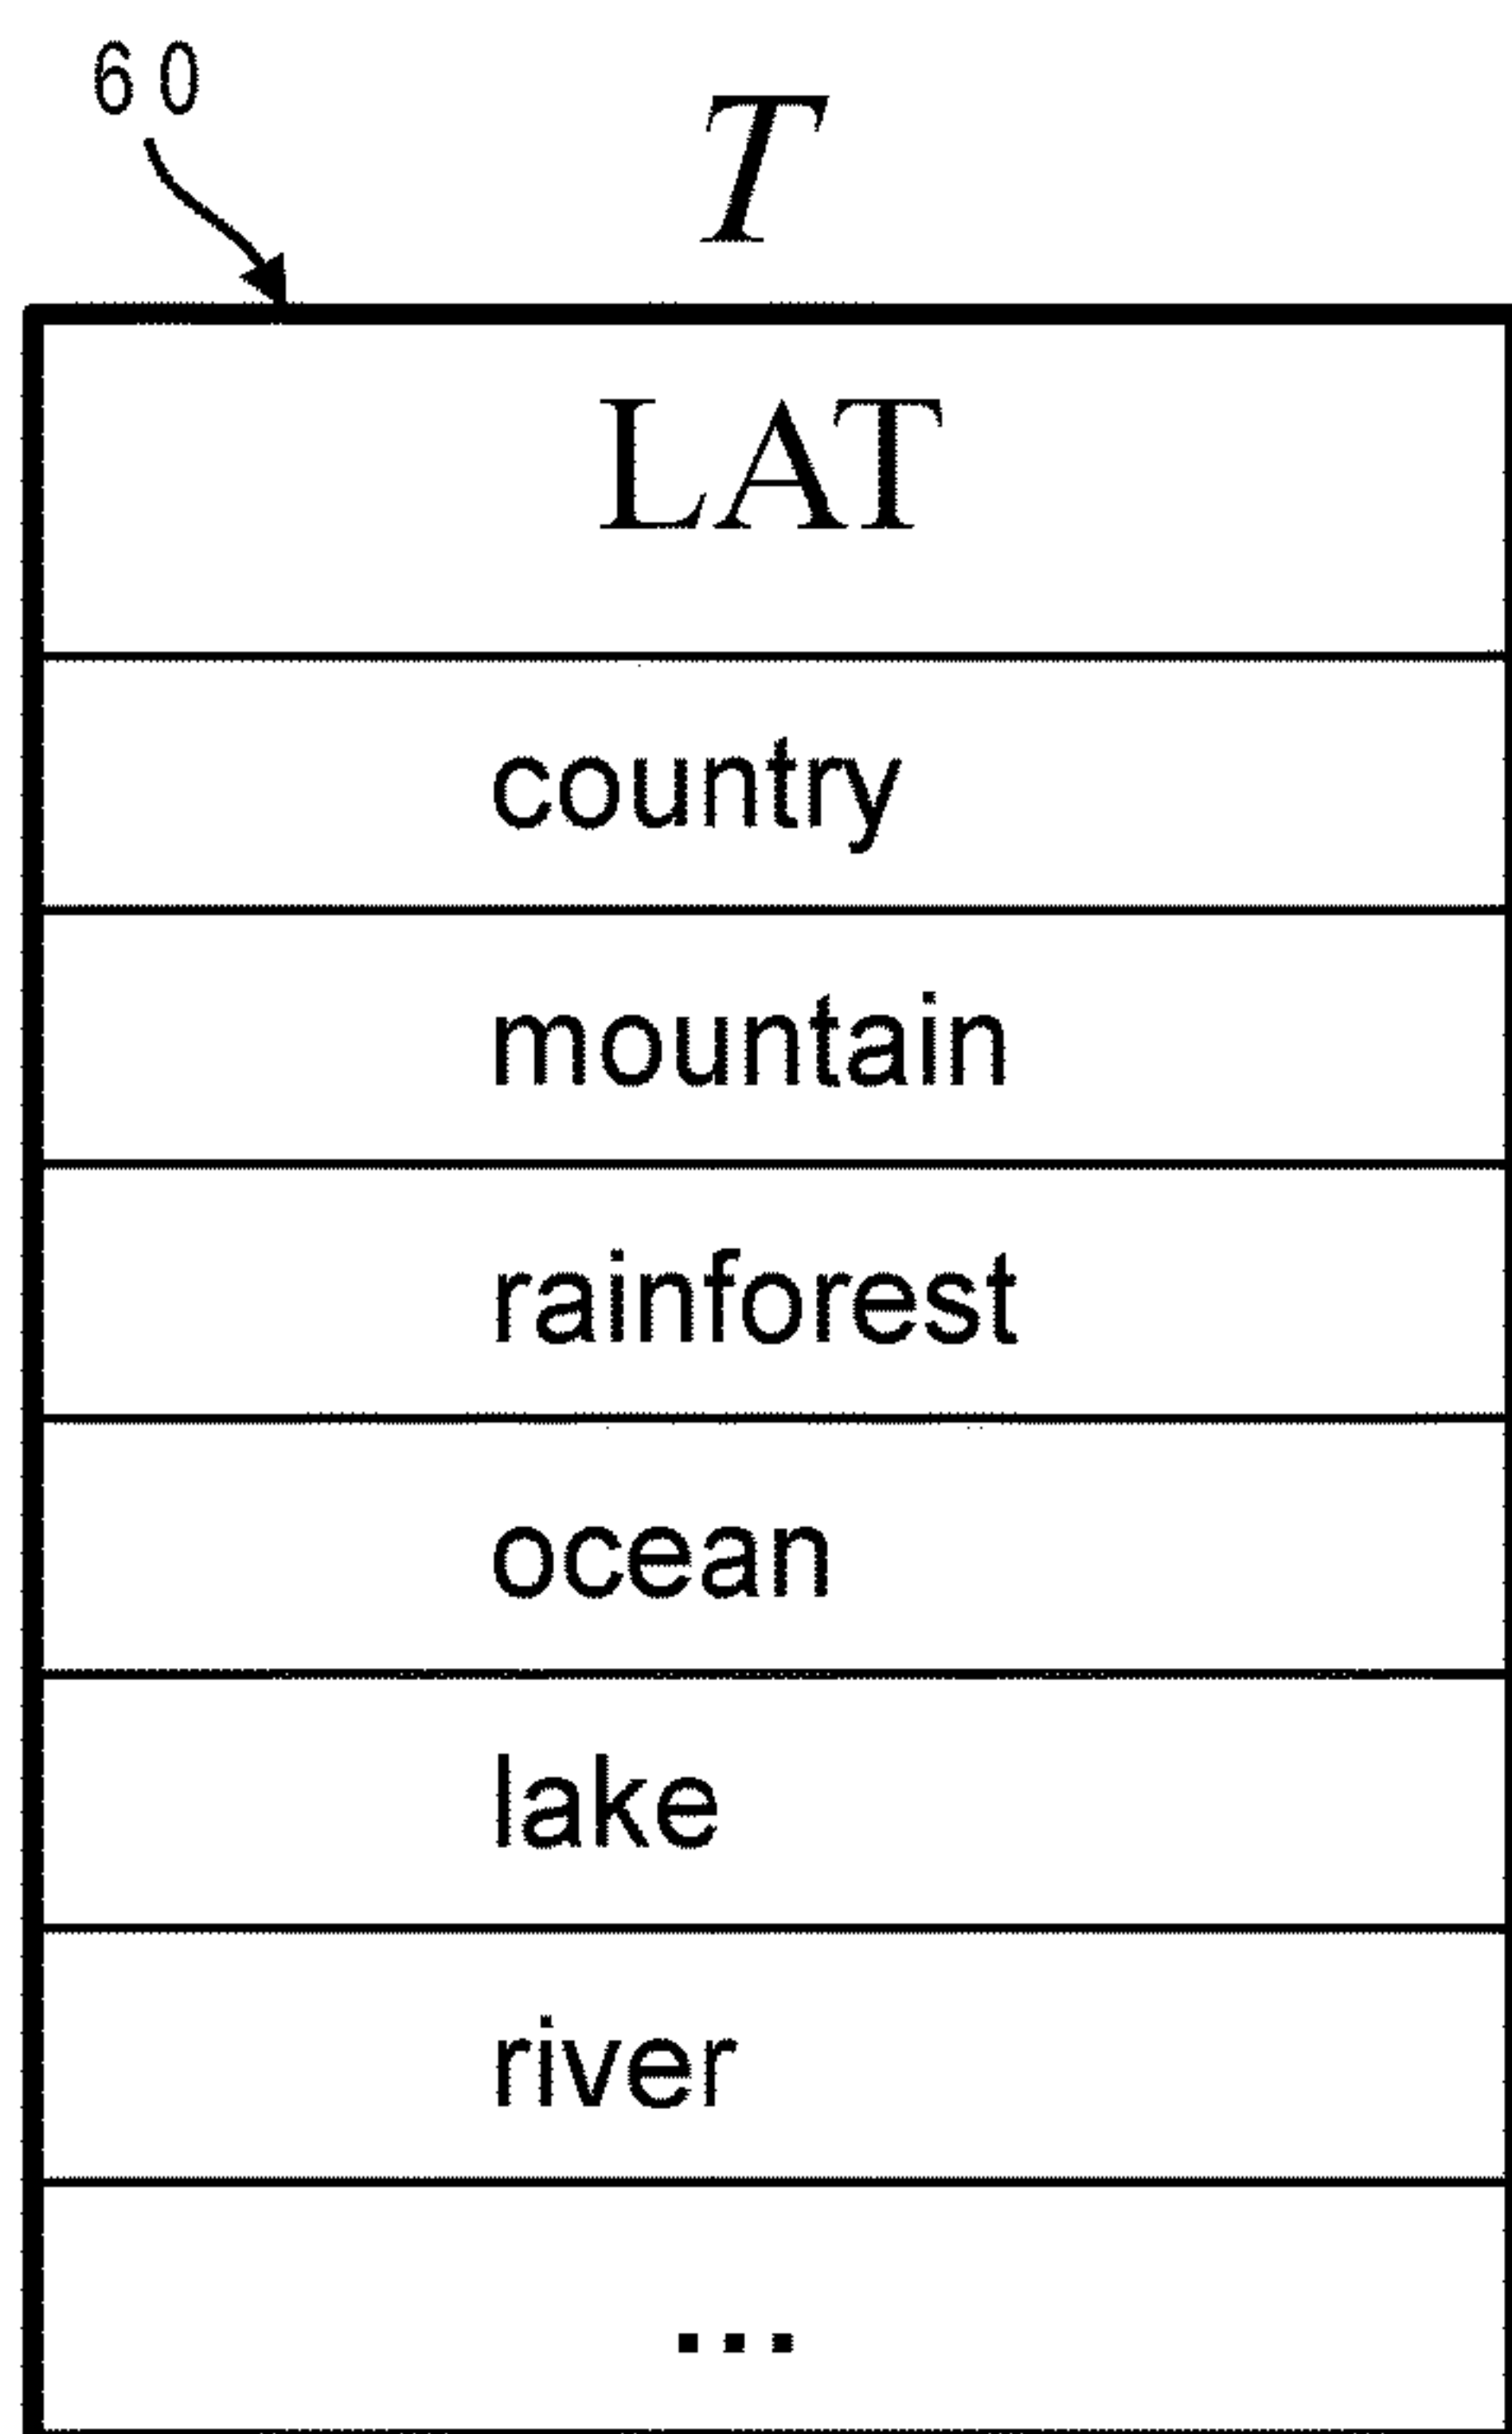 60
T
LAT
country
mountain
rainforest
ocean
lake
river
...